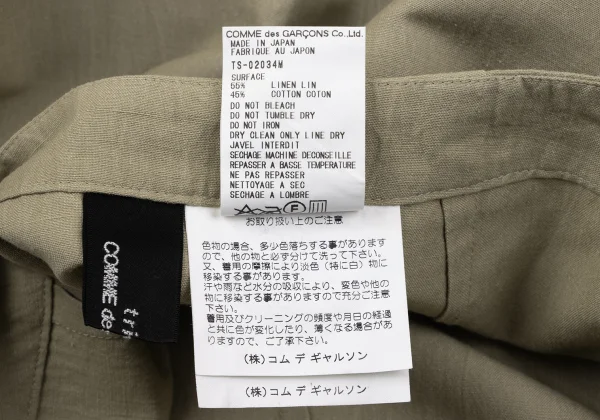 COMME des GARÇONS Co.,Ltd.
MADE IN JAPAN
FABRIQUE AU JAPON
TS-02034M
SURFACE
55% LINEN LIN
45% COTTON COTON
DO NOT BLEACH
DO NOT TUMBLE DRY
DO NOT IRON
DRY CLEAN ONLY LINE DRY
JAVEL INTERDIT
SECHAGE MACHINE DECONSEILLE
REPASSER A BASSE TEMPERATURE
NE PAS REPASSER
NETTOYAGE A SEC
SECHAGE A LOMBRE
F
お取り扱い上のご注意
色物の場合、多少色落ちする事があります
ので、他の物と必ず分けて洗って下さい。
又、着用の摩擦により淡色（特に白）物に
移染する事があります。
汗や雨など水分の吸収により、変色や他の
物に移染する事がありますので充分ご注意
下さい。
着用及びクリーニングの頻度や月日の経過
と共に色が変化したり、薄くなる場合があ
りますので、ご了承下さい。
(株) コム デ ギャルソン
(株) コム デ ギャルソン
COMME
de